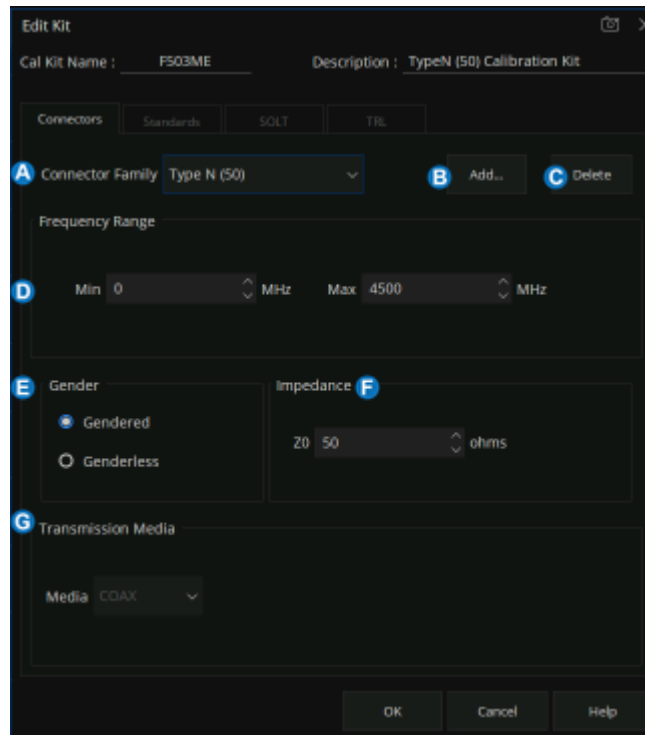 Edit Kit
Cal Kit Name : F503ME Description : TypeN (50) Calibration Kit
Connectors Standards SOLT TRL
A Connector Family Type N (50) B Add... C Delete
Frequency Range
D Min 0 MHz Max 4500 MHz
E Gender Impedance F
Gendered
Z0 50 ohms
Genderless
G Transmission Media
Media COAX
OK Cancel Help